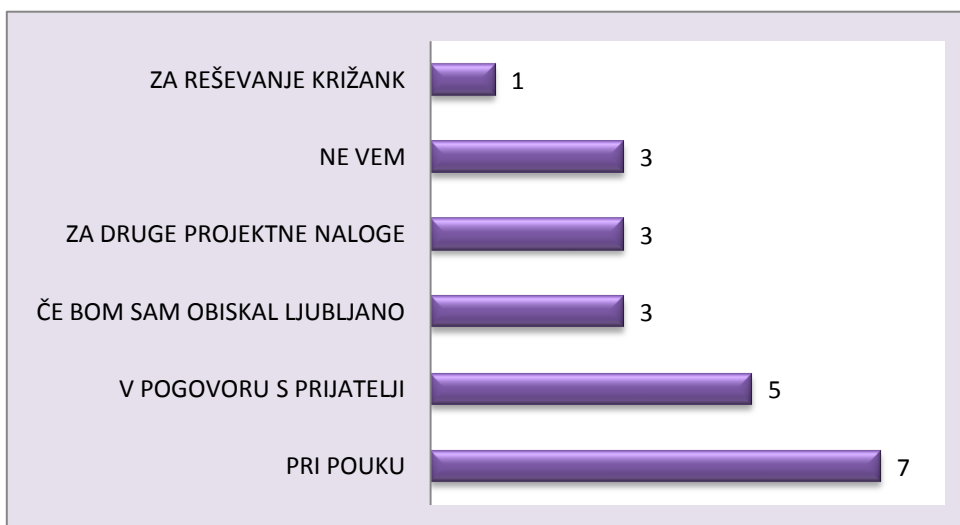 ZA REŠEVANJE KRIŽANK 1
NE VEM 3
ZA DRUGE PROJEKTNE NALOGE 3
ČE BOM SAM OBISKAL LJUBLJANO 3
V POGOVORU S PRIJATELJI 5
PRI POUKU 7